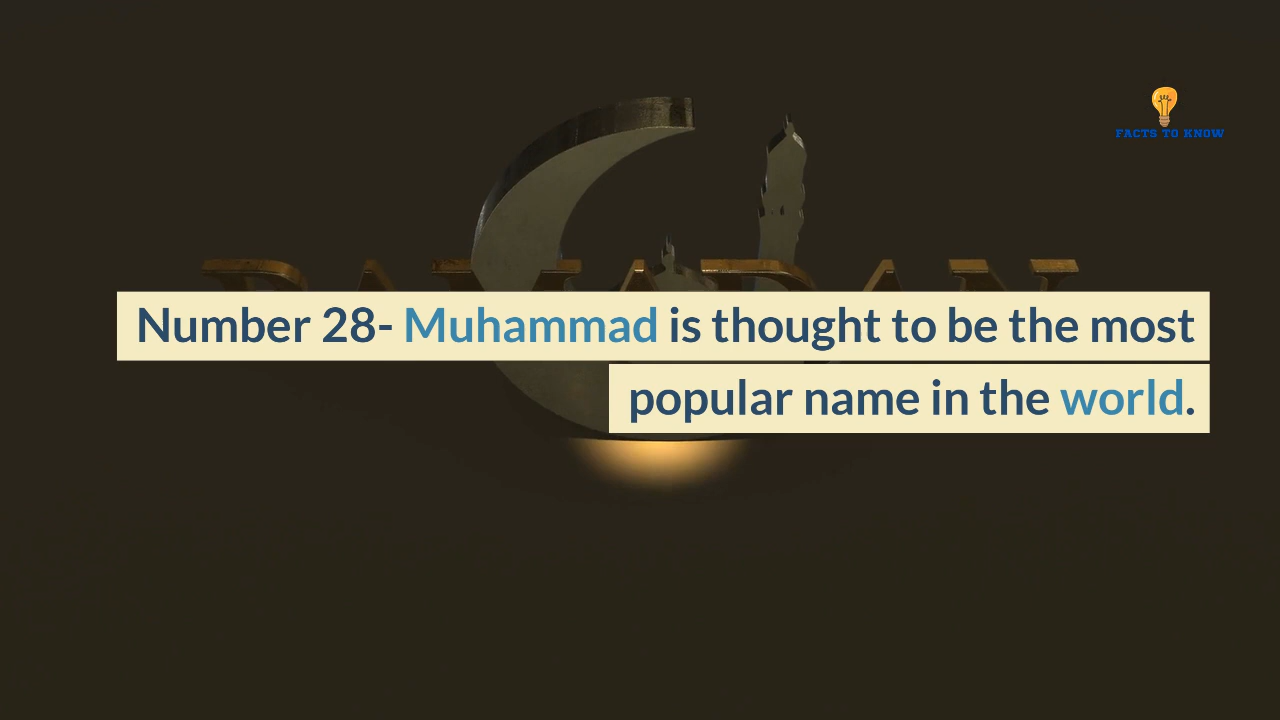 FACTS TO KNOW
Number 28- Muhammad is thought to be the most
popular name in the world.